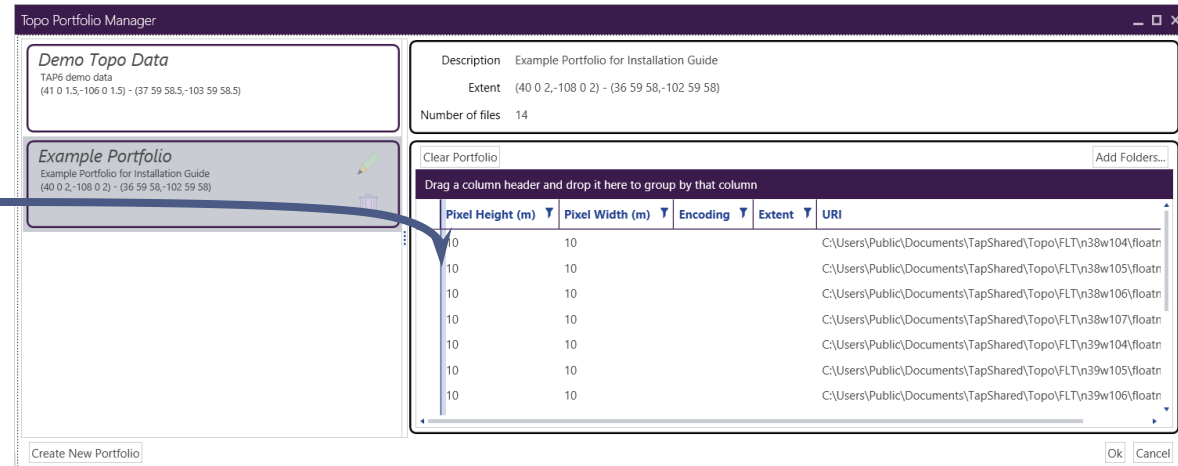 Topo Portfolio Manager
Demo Topo Data
TAP6 demo data
(41 0 1.5,-106 0 1.5) - (37 59 58.5,-103 59 58.5)
Example Portfolio
Example Portfolio for Installation Guide
(40 0 2,-108 0 2) - (36 59 58,-102 59 58)
Create New Portfolio
Description Example Portfolio for Installation Guide
Extent (40 0 2,-108 0 2) - (36 59 58,-102 59 58)
Number of files 14
Clear Portfolio Add Folders...
Drag a column header and drop it here to group by that column
Pixel Height (m) Pixel Width (m) Encoding Extent URI
10 10 C:\Users\Public\Documents\TapShared\Topo\FLT\n38w104\floatn
10 10 C:\Users\Public\Documents\TapShared\Topo\FLT\n38w105\floatn
10 10 C:\Users\Public\Documents\TapShared\Topo\FLT\n38w106\floatn
10 10 C:\Users\Public\Documents\TapShared\Topo\FLT\n38w107\floatn
10 10 C:\Users\Public\Documents\TapShared\Topo\FLT\n39w104\floatn
10 10 C:\Users\Public\Documents\TapShared\Topo\FLT\n39w105\floatn
10 10 C:\Users\Public\Documents\TapShared\Topo\FLT\n39w106\floatn
Ok Cancel